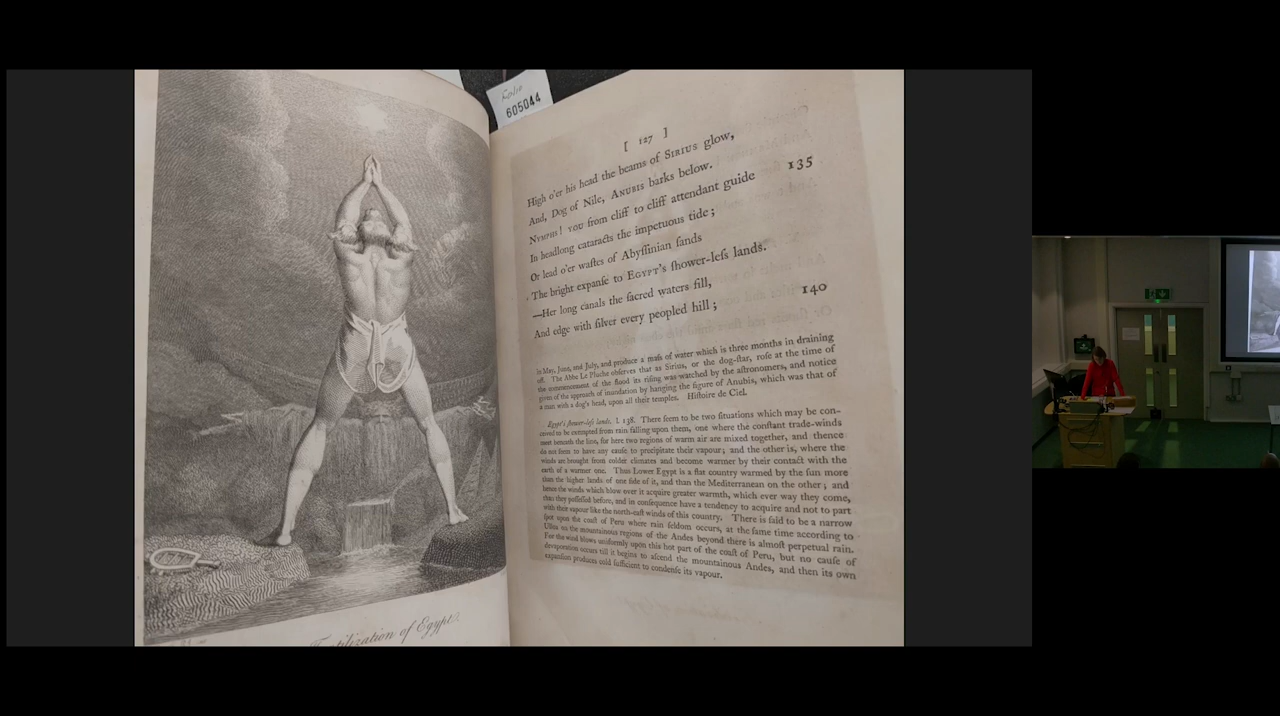 Folio
605044
Fertilization of Egypt.
[ 127 ]
High o'er his head the beams of SIRIUS glow,
And, Dog of Nile, ANUBIS barks below.
135
NYMPHS! YOU from cliff to cliff attendant guide
In headlong cataracts the impetuous tide;
Or lead o'er wastes of Abyſſinian ſands
The bright expanſe to EGYPT's ſhower-leſs lands.
—Her long canals the ſacred waters fill,
140
And edge with ſilver every peopled hill;
in May, June, and July, and produce a maſs of water which is three months in draining
off. The Abbe Le Pluche obſerves that as Sirius, or the dog-ſtar, roſe at the time of
the commencement of the flood its riſing was watched by the aſtronomers, and notice
given of the approach of inundation by hanging the figure of Anubis, which was that of
a man with a dog's head, upon all their temples. Hiſtoire de Ciel.
Egypt's ſhower-leſs lands. l. 138. There ſeem to be two ſituations which may be con-
ceived to be exempted from rain falling upon them, one where the conſtant trade-winds
meet beneath the line, for here two regions of warm air are mixed together, and thence
do not ſeem to have any cauſe to precipitate their vapour; and the other is, where the
winds are brought from colder climates and become warmer by their contact with the
earth of a warmer one. Thus Lower Egypt is a flat country warmed by the ſun more
than the higher lands of one ſide of it, and than the Mediterranean on the other; and
hence the winds which blow over it acquire greater warmth, which ever way they come,
than they poſſeſſed before, and in conſequence have a tendency to acquire and not to part
with their vapour like the north-eaſt winds of this country. There is ſaid to be a narrow
ſpot upon the coaſt of Peru where rain ſeldom occurs, at the ſame time according to
Ulloa on the mountainous regions of the Andes beyond there is almoſt perpetual rain.
For the wind blows uniformly upon this hot part of the coaſt of Peru, but no cauſe of
devaporation occurs till it begins to aſcend the mountainous Andes, and then its own
expanſion produces cold ſufficient to condenſe its vapour.